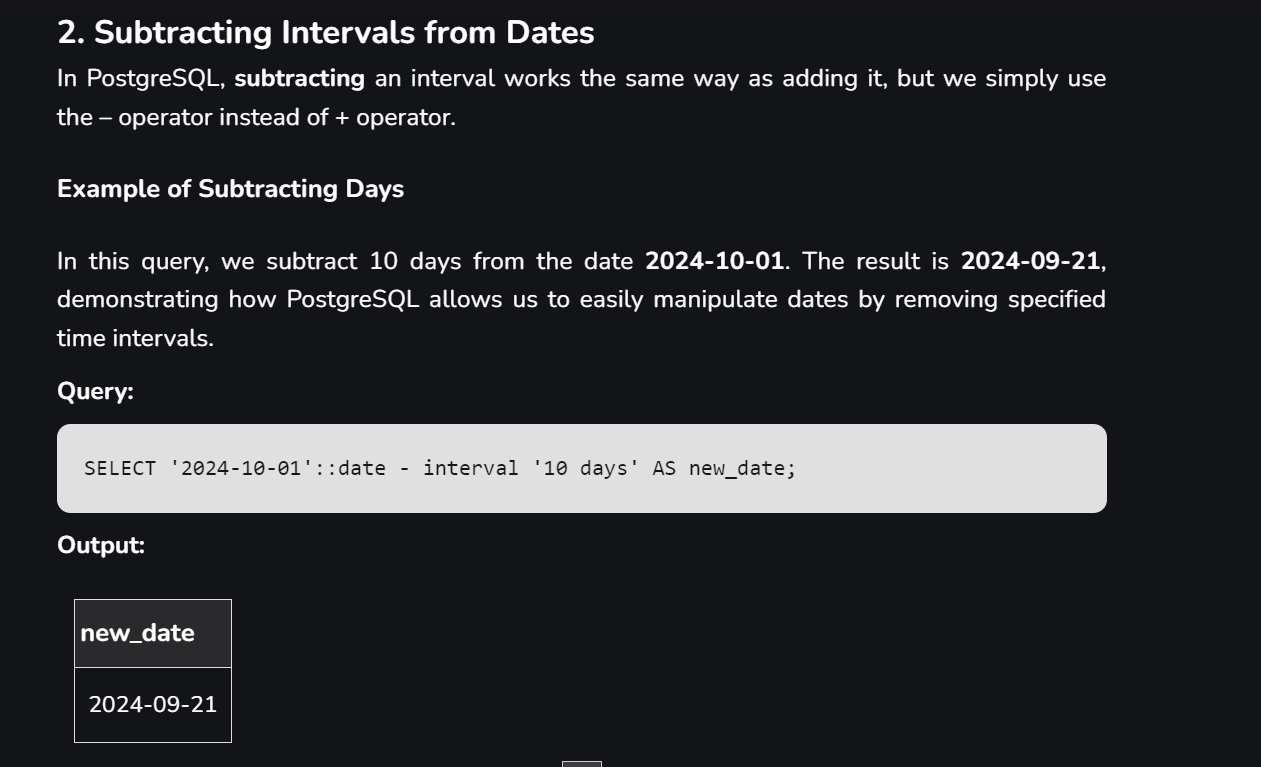 2. Subtracting Intervals from Dates
In PostgreSQL, subtracting an interval works the same way as adding it, but we simply use
the – operator instead of + operator.
Example of Subtracting Days
In this query, we subtract 10 days from the date 2024-10-01. The result is 2024-09-21,
demonstrating how PostgreSQL allows us to easily manipulate dates by removing specified
time intervals.
Query:
SELECT '2024-10-01'::date - interval '10 days' AS new_date;
Output:
new_date
2024-09-21